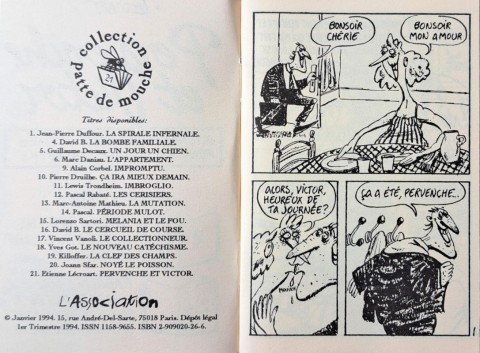 collection
patte de mouche
21
Titres disponibles:
1. Jean-Pierre Duffour. LA SPIRALE INFERNALE.
4. David B. LA BOMBE FAMILIALE.
5. Guillaume Decaux. UN JOUR UN CHIEN.
6. Marc Daniau. L'APPARTEMENT.
9. Alain Corbel. IMPROMPTU.
10. Pierre Druilhe. ÇA IRA MIEUX DEMAIN.
11. Lewis Trondheim. IMBROGLIO.
12. Pascal Rabaté. LES CERISIERS.
13. Marc-Antoine Mathieu. LA MUTATION.
14. Pascal. PÉRIODE MULOT.
15. Lorenzo Sartori. MELANIA ET LE FOU.
16. David B. LE CERCUEIL DE COURSE.
17. Vincent Vanoli. LE COLLECTIONNEUR.
18. Yves Got. LE NOUVEAU CATÉCHISME.
19. Killoffer. LA CLEF DES CHAMPS.
20. Joann Sfar. NOYÉ LE POISSON.
21. Etienne Lécroart. PERVENCHE ET VICTOR.
L'Association
© Janvier 1994. 15, rue André-Del-Sarte, 75018 Paris. Dépôt légal
1er Trimestre 1994. ISSN 1158-9655. ISBN 2-909020-26-6.
BONSOIR
CHÉRIE
BONSOIR
MON AMOUR
ALORS, VICTOR,
HEUREUX DE
TA JOURNÉE?
ÇA A ÉTÉ, PERVENCHE...
1